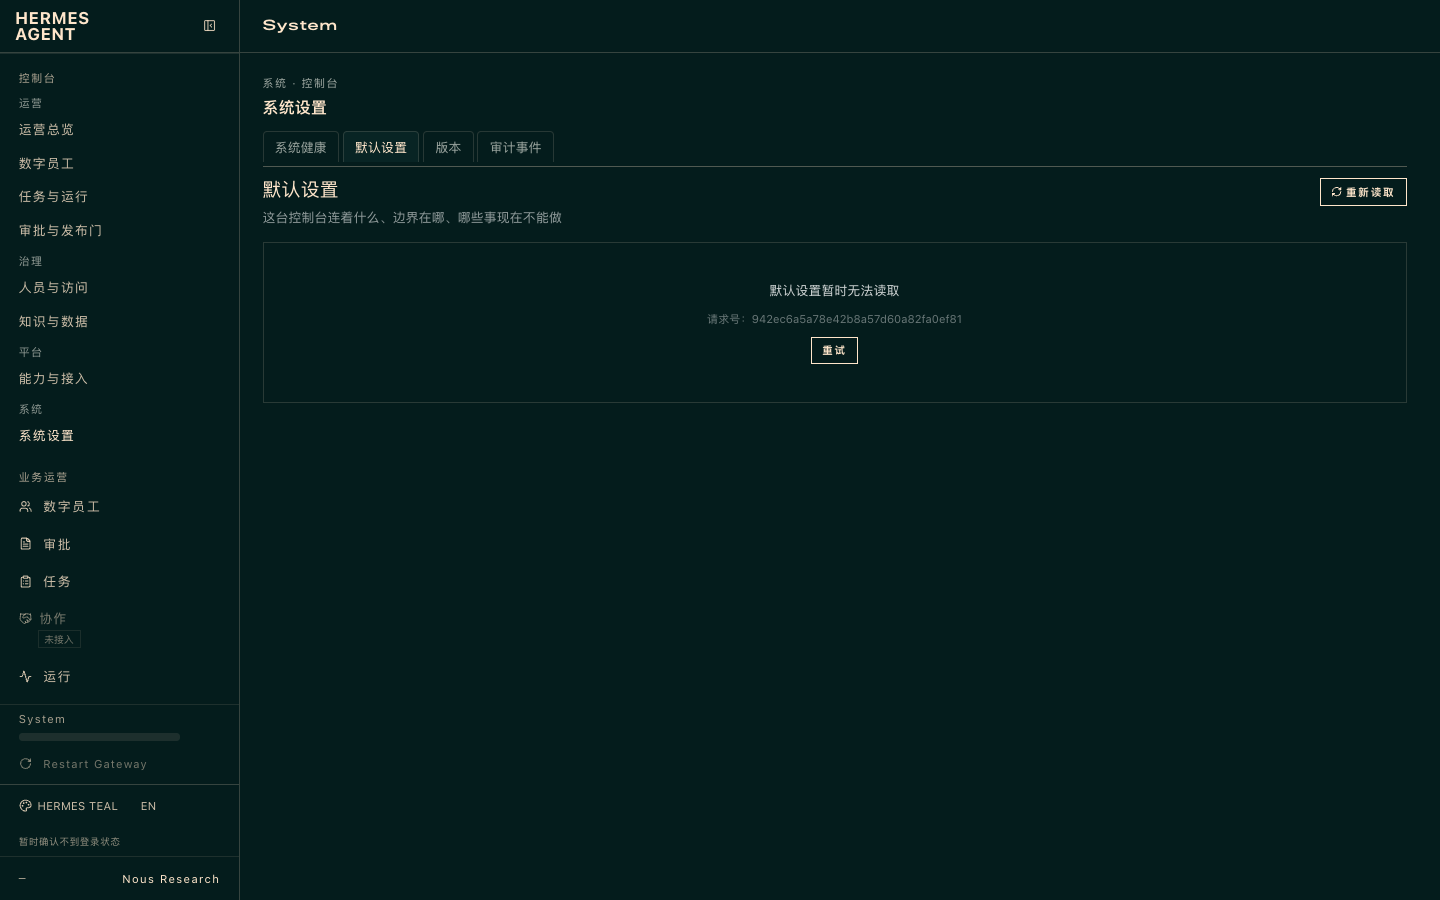 HERMES
AGENT
System
控制台
运营
运营总览
数字员工
任务与运行
审批与发布门
治理
人员与访问
知识与数据
平台
能力与接入
系统
系统设置
业务运营
数字员工
审批
任务
协作
未接入
运行
System
Restart Gateway
HERMES TEAL EN
暂时确认不到登录状态
– Nous Research
系统 · 控制台
系统设置
系统健康 默认设置 版本 审计事件
默认设置
重新读取
这台控制台连着什么、边界在哪、哪些事现在不能做
默认设置暂时无法读取
请求号：942ec6a5a78e42b8a57d60a82fa0ef81
重试